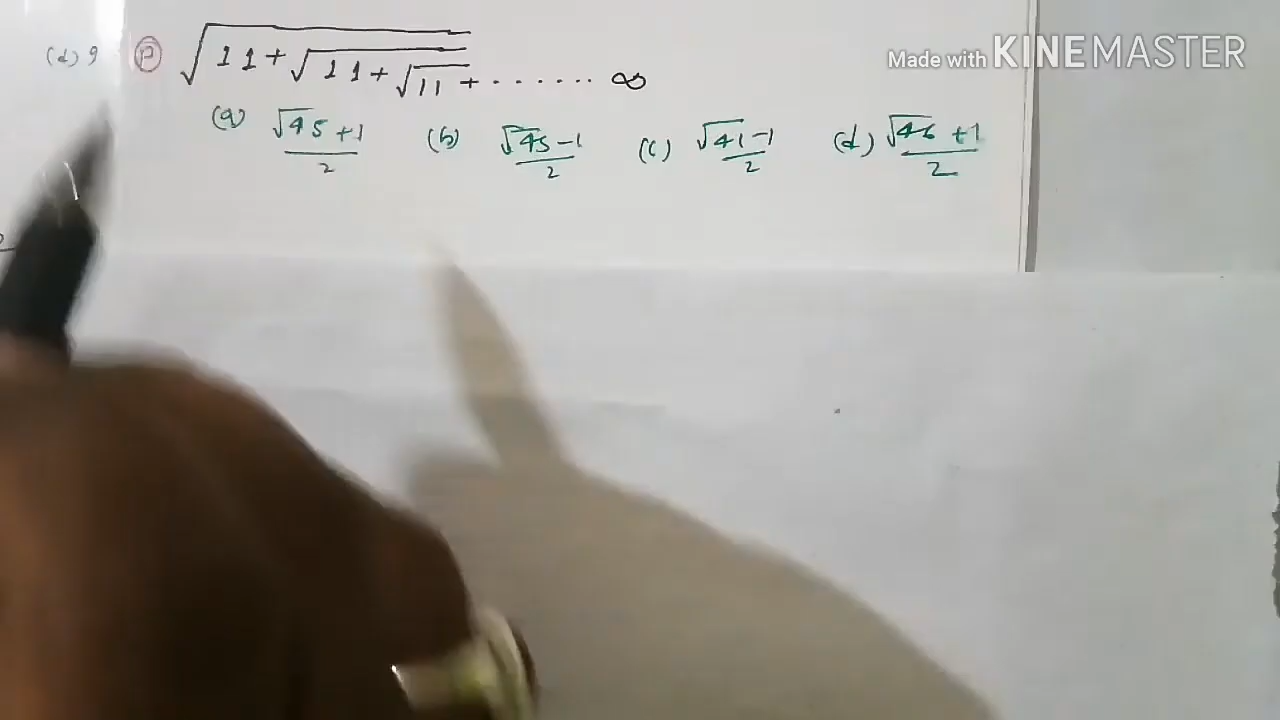 Made with KINEMASTER
(d) 9 (P) √(11+√(11+√11+ ...... ∞
(a) √45+1/2 (b) √45-1/2 (c) √41-1/2 (d) √46+1/2